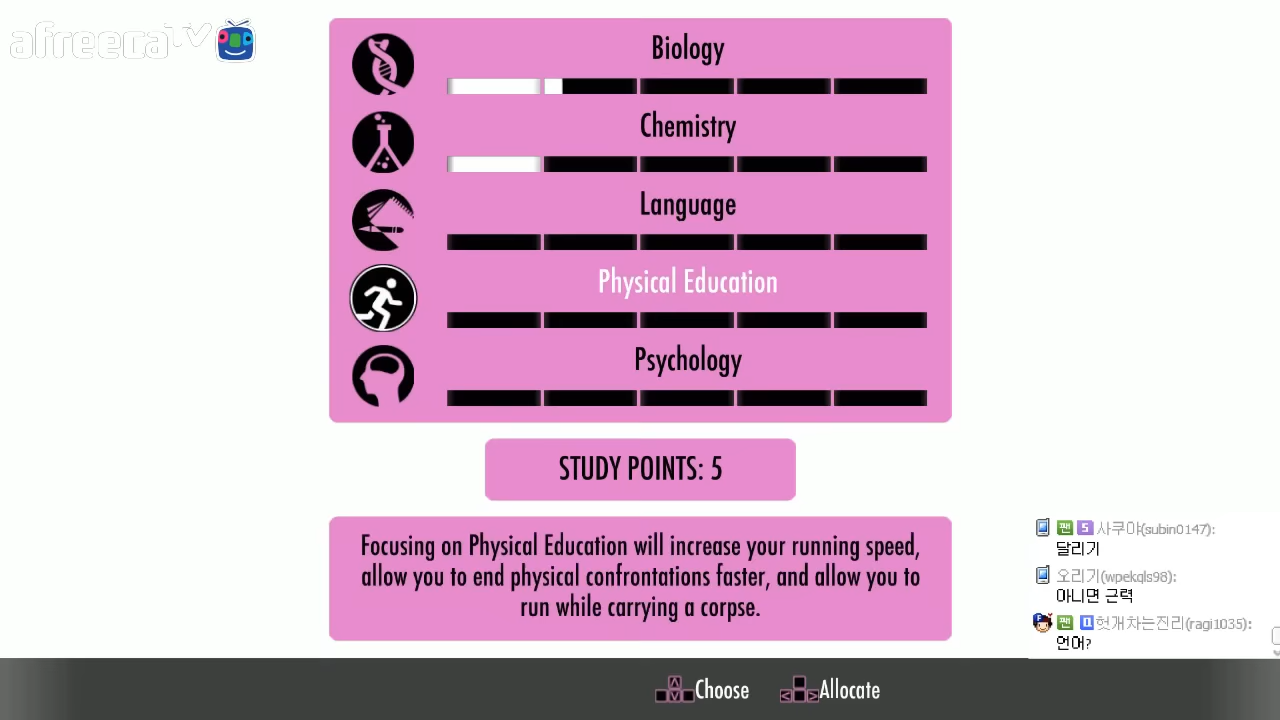 afreecaTV
Biology
Chemistry
Language
Physical Education
Psychology
STUDY POINTS: 5
Focusing on Physical Education will increase your running speed,
allow you to end physical confrontations faster, and allow you to
run while carrying a corpse.
팬 S 사쿠야(subin0147):
달리기
오리기(wpekqls98):
아니면 근력
팬 헛개차는진리(ragi1035):
언어?
Choose
Allocate